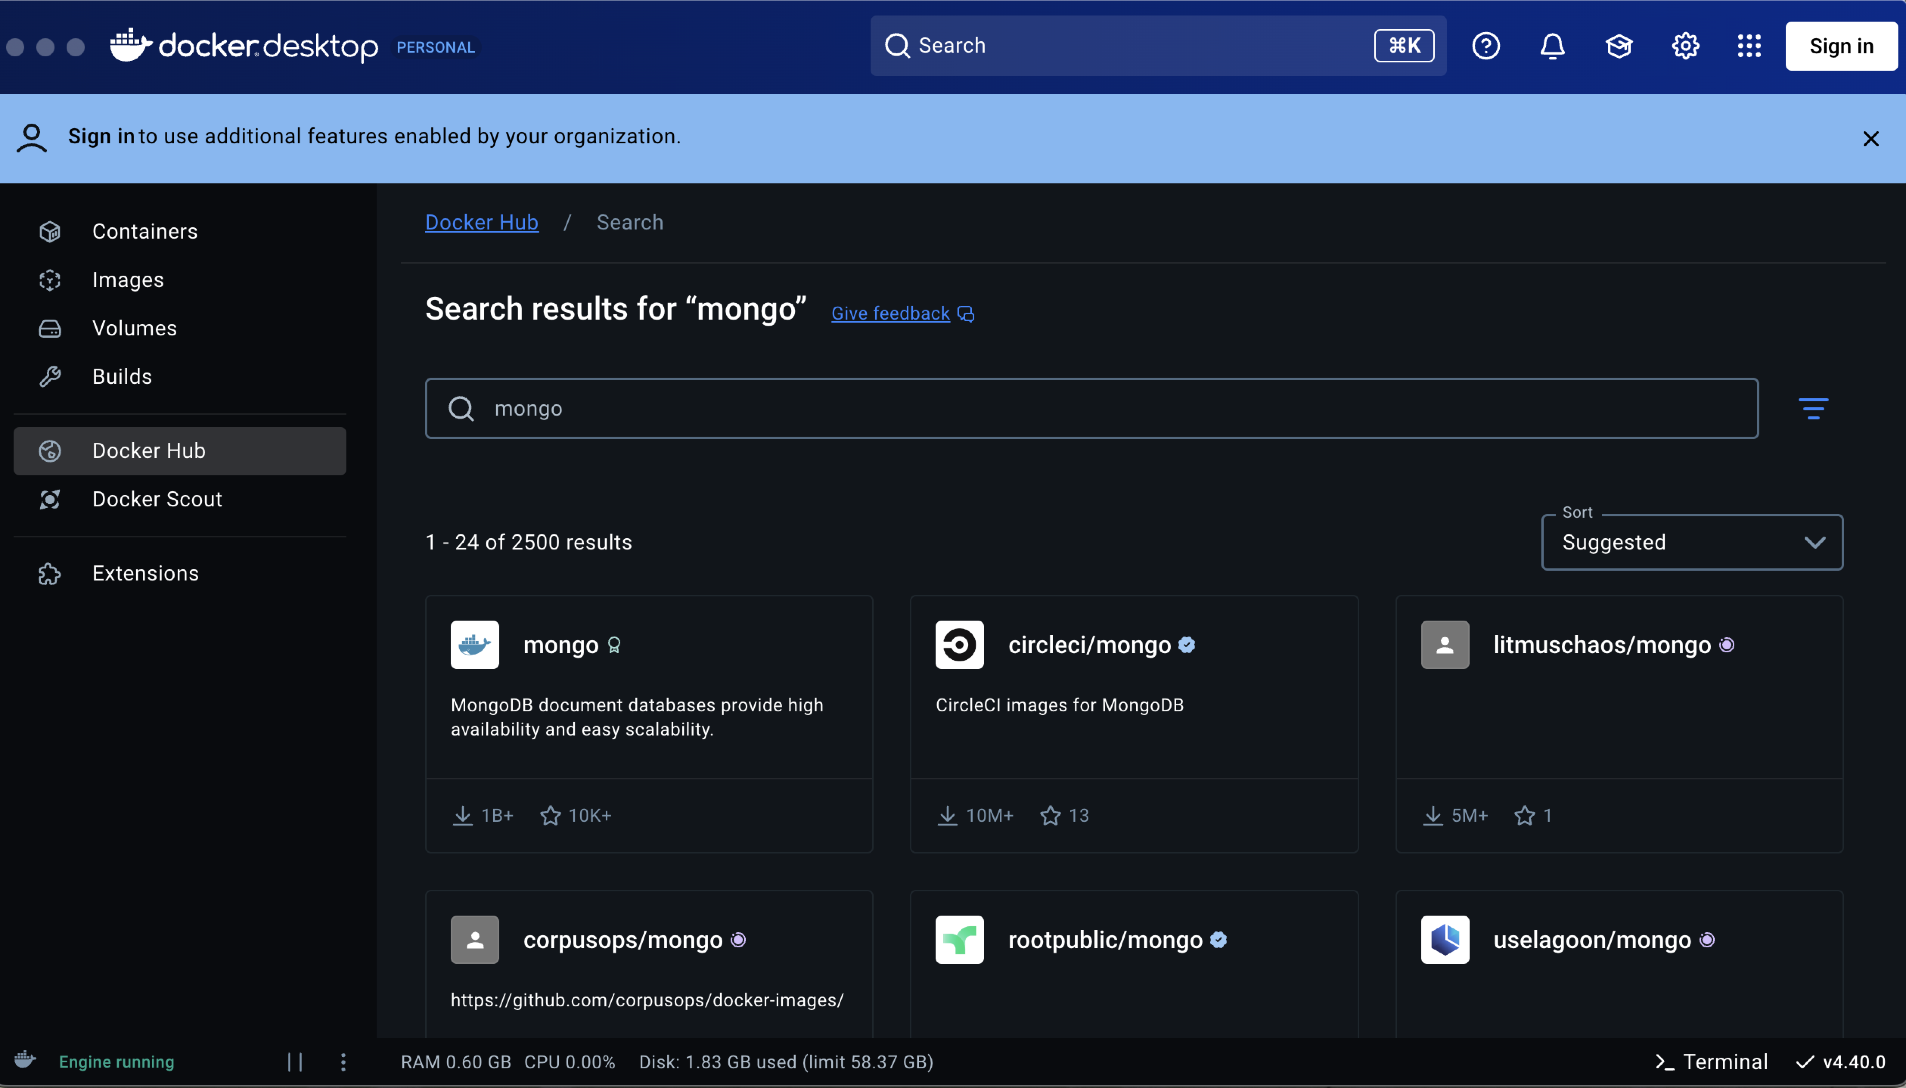 docker.desktop PERSONAL
Search ⌘K
Sign in
Sign in to use additional features enabled by your organization.
Containers
Images
Volumes
Builds
Docker Hub
Docker Scout
Extensions
Docker Hub / Search
Search results for “mongo” Give feedback
mongo
1 - 24 of 2500 results
Sort
Suggested
mongo
MongoDB document databases provide high
availability and easy scalability.
1B+ 10K+
circleci/mongo
CircleCI images for MongoDB
10M+ 13
litmuschaos/mongo
5M+ 1
corpusops/mongo
https://github.com/corpusops/docker-images/
rootpublic/mongo
uselagoon/mongo
Engine running
RAM 0.60 GB CPU 0.00% Disk: 1.83 GB used (limit 58.37 GB)
Terminal
v4.40.0